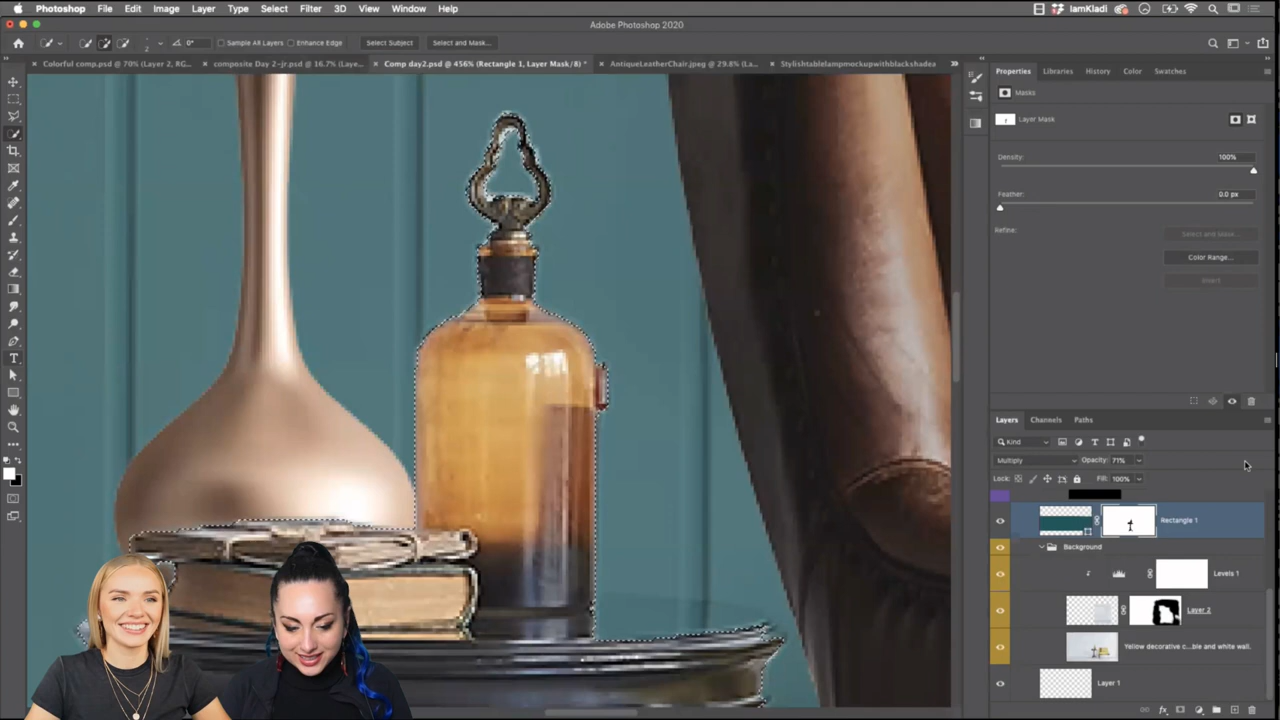 Photoshop File Edit Image Layer Type Select Filter 3D View Window Help IamKladi
Adobe Photoshop 2020
0° Sample All Layers Enhance Edge Select Subject Select and Mask...
Colorful comp.psd @ 70% (Layer 2, RG... composite Day 2-jr.psd @ 16.7% (Laye... Comp day2.psd @ 456% (Rectangle 1, Layer Mask/8) * AntiqueLeatherChair.jpeg @ 29.8% (La... Stylishtablelampmockupwithblackshadea
Properties Libraries History Color Swatches
Masks
Layer Mask
Density: 100%
Feather: 0.0 px
Refine: Select and Mask...
Color Range...
Invert
Layers Channels Paths
Kind
Multiply Opacity: 71%
Lock: Fill: 100%
Rectangle 1
Background
Levels 1
Layer 2
Yellow decorative c...ble and white wall.
Layer 1